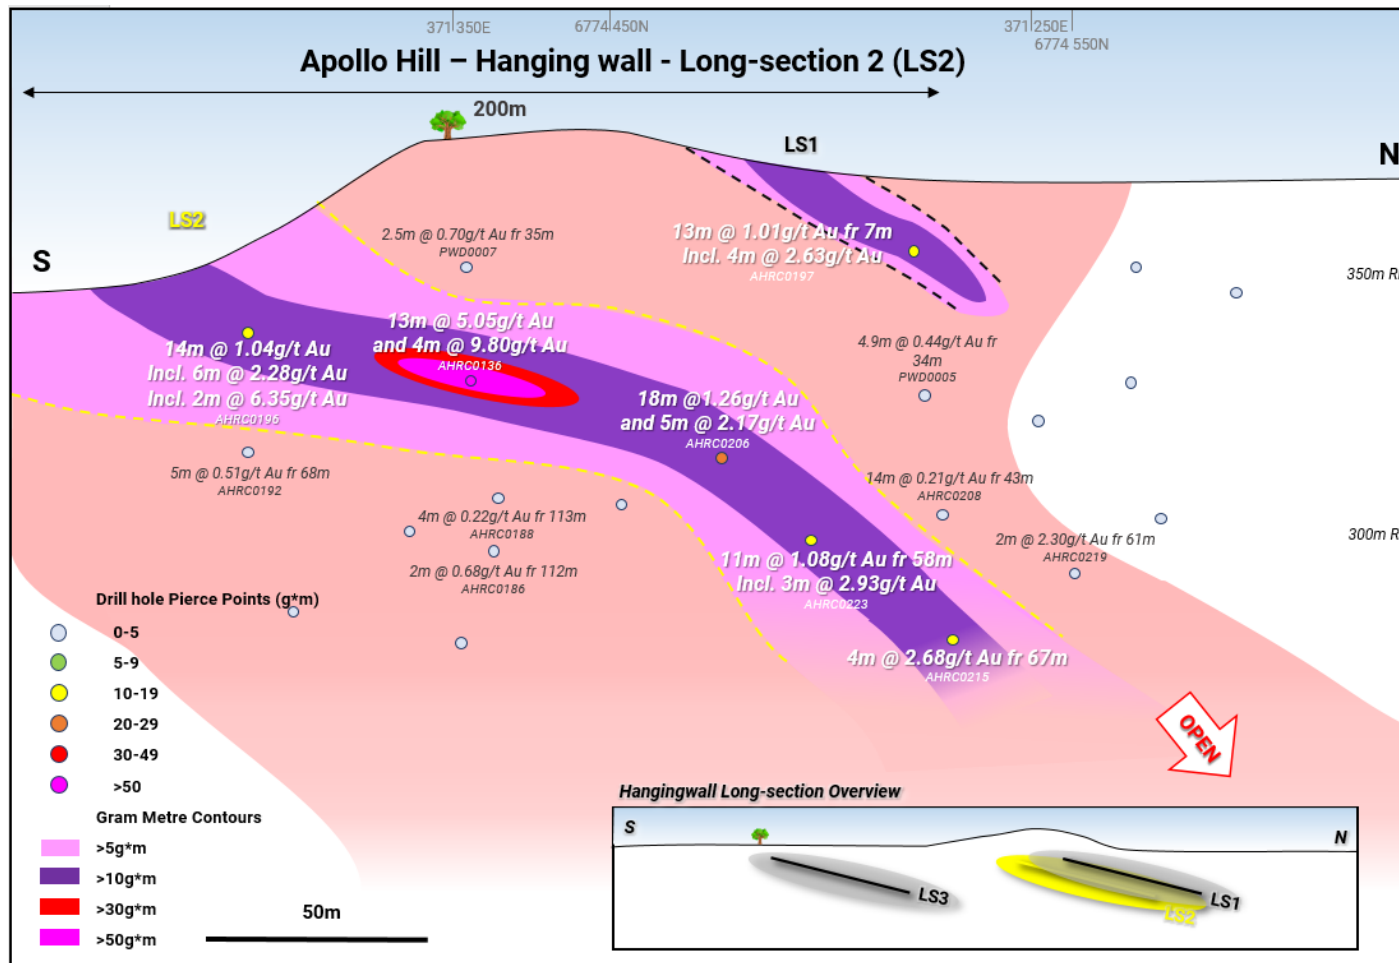 371 350E
6774 450N
371 250E
6774 550N
Apollo Hill – Hanging wall - Long-section 2 (LS2)
200m
LS1
N
LS2
S
2.5m @ 0.70g/t Au fr 35m
PWD0007
13m @ 1.01g/t Au fr 7m
Incl. 4m @ 2.63g/t Au
AHRC0197
350m R
13m @ 5.05g/t Au
and 4m @ 9.80g/t Au
AHRC0136
14m @ 1.04g/t Au
Incl. 6m @ 2.28g/t Au
Incl. 2m @ 6.35g/t Au
AHRC0196
4.9m @ 0.44g/t Au fr
34m
PWD0005
18m @1.26g/t Au
and 5m @ 2.17g/t Au
AHRC0206
5m @ 0.51g/t Au fr 68m
AHRC0192
14m @ 0.21g/t Au fr 43m
AHRC0208
4m @ 0.22g/t Au fr 113m
AHRC0188
2m @ 2.30g/t Au fr 61m
AHRC0219
300m R
2m @ 0.68g/t Au fr 112m
AHRC0186
11m @ 1.08g/t Au fr 58m
Incl. 3m @ 2.93g/t Au
AHRC0223
4m @ 2.68g/t Au fr 67m
AHRC0215
OPEN
Drill hole Pierce Points (g*m)
0-5
5-9
10-19
20-29
30-49
>50
Gram Metre Contours
>5g*m
>10g*m
>30g*m
>50g*m
50m
Hangingwall Long-section Overview
S
N
LS3
LS1
LS2